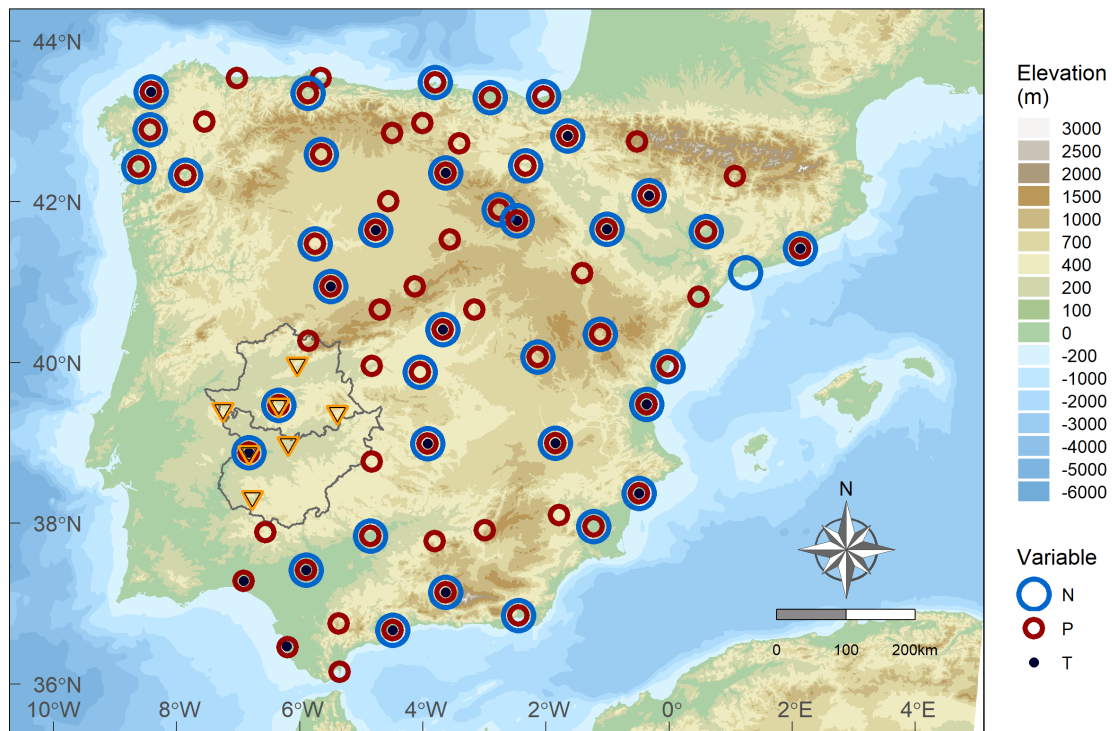 44°N
42°N
40°N
38°N
36°N
10°W
8°W
6°W
4°W
2°W
0°
2°E
4°E
N
0
100
200km
Elevation
(m)
3000
2500
2000
1500
1000
700
400
200
100
0
-200
-1000
-2000
-3000
-4000
-5000
-6000
Variable
N
P
T